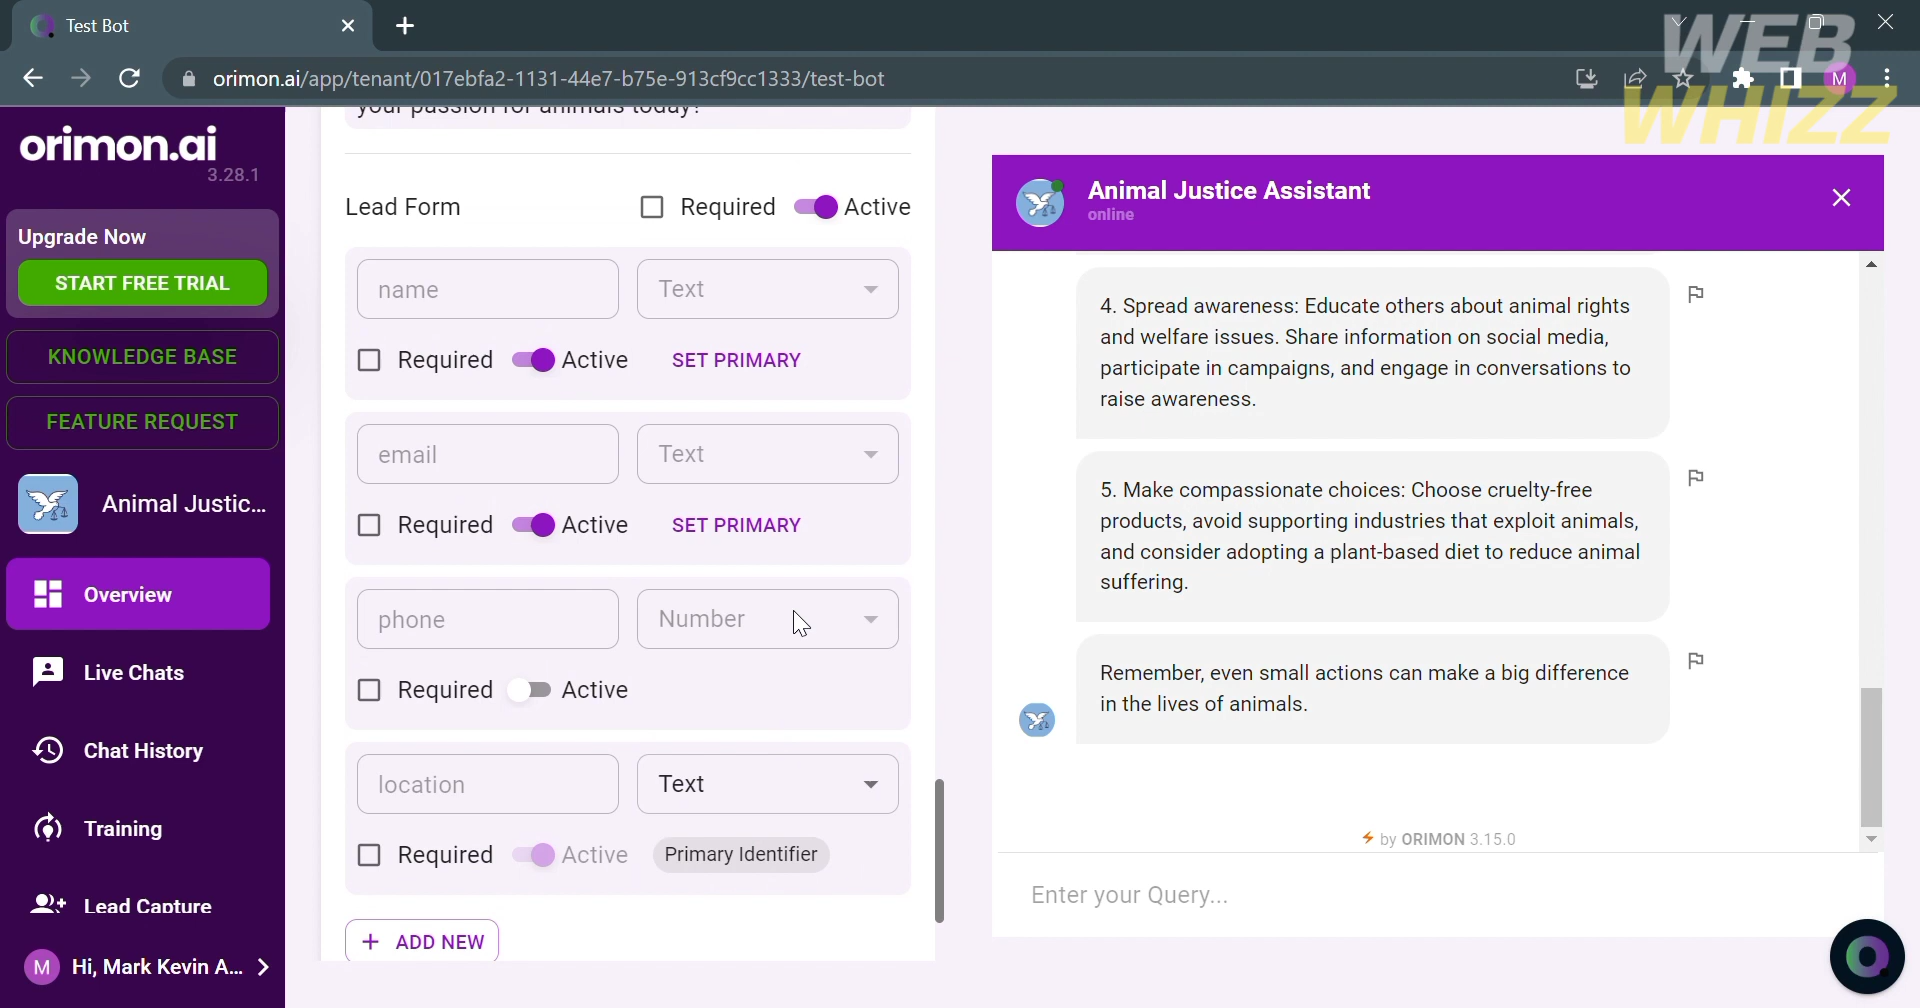 Test Bot
orimon.ai/app/tenant/017ebfa2-1131-44e7-b75e-913cf9cc1333/test-bot
M
WEB
WHIZZ
orimon.ai
3.28.1
Upgrade Now
START FREE TRIAL
KNOWLEDGE BASE
FEATURE REQUEST
Animal Justic...
Overview
Live Chats
Chat History
Training
Lead Capture
M Hi, Mark Kevin A...
your passion for animals today!
Lead Form Required Active
name Text
Required Active SET PRIMARY
email Text
Required Active SET PRIMARY
phone Number
Required Active
location Text
Required Active Primary Identifier
+ ADD NEW
Animal Justice Assistant
online
4. Spread awareness: Educate others about animal rights
and welfare issues. Share information on social media,
participate in campaigns, and engage in conversations to
raise awareness.
5. Make compassionate choices: Choose cruelty-free
products, avoid supporting industries that exploit animals,
and consider adopting a plant-based diet to reduce animal
suffering.
Remember, even small actions can make a big difference
in the lives of animals.
by ORIMON 3.15.0
Enter your Query...